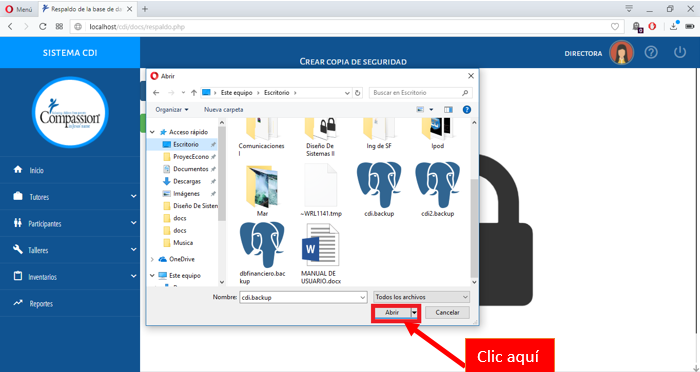 Menú
Respaldo de la base de da
localhost/cdi/docs/respaldo.php
SISTEMA CDI
DIRECTORA
CREAR COPIA DE SEGURIDAD
Compassion
Inicio
Tutores
Participantes
Talleres
Inventarios
Reportes
Abrir
Este equipo
Escritorio
Buscar en Escritorio
Organizar
Nueva carpeta
Acceso rápido
Escritorio
ProyecEcono
Documentos
Descargas
Imágenes
Diseño De Sisten
docs
docs
Musica
OneDrive
Este equipo
Comunicaciones
I
Diseño De
Sistemas II
Ing de SF
Ipod
Mar
~WRL1141.tmp
cdi.backup
cdi2.backup
dbfinanciero.bac
kup
MANUAL DE
USUARIO.docx
Nombre:
cdi.backup
Todos los archivos
Abrir
Cancelar
Clic aquí